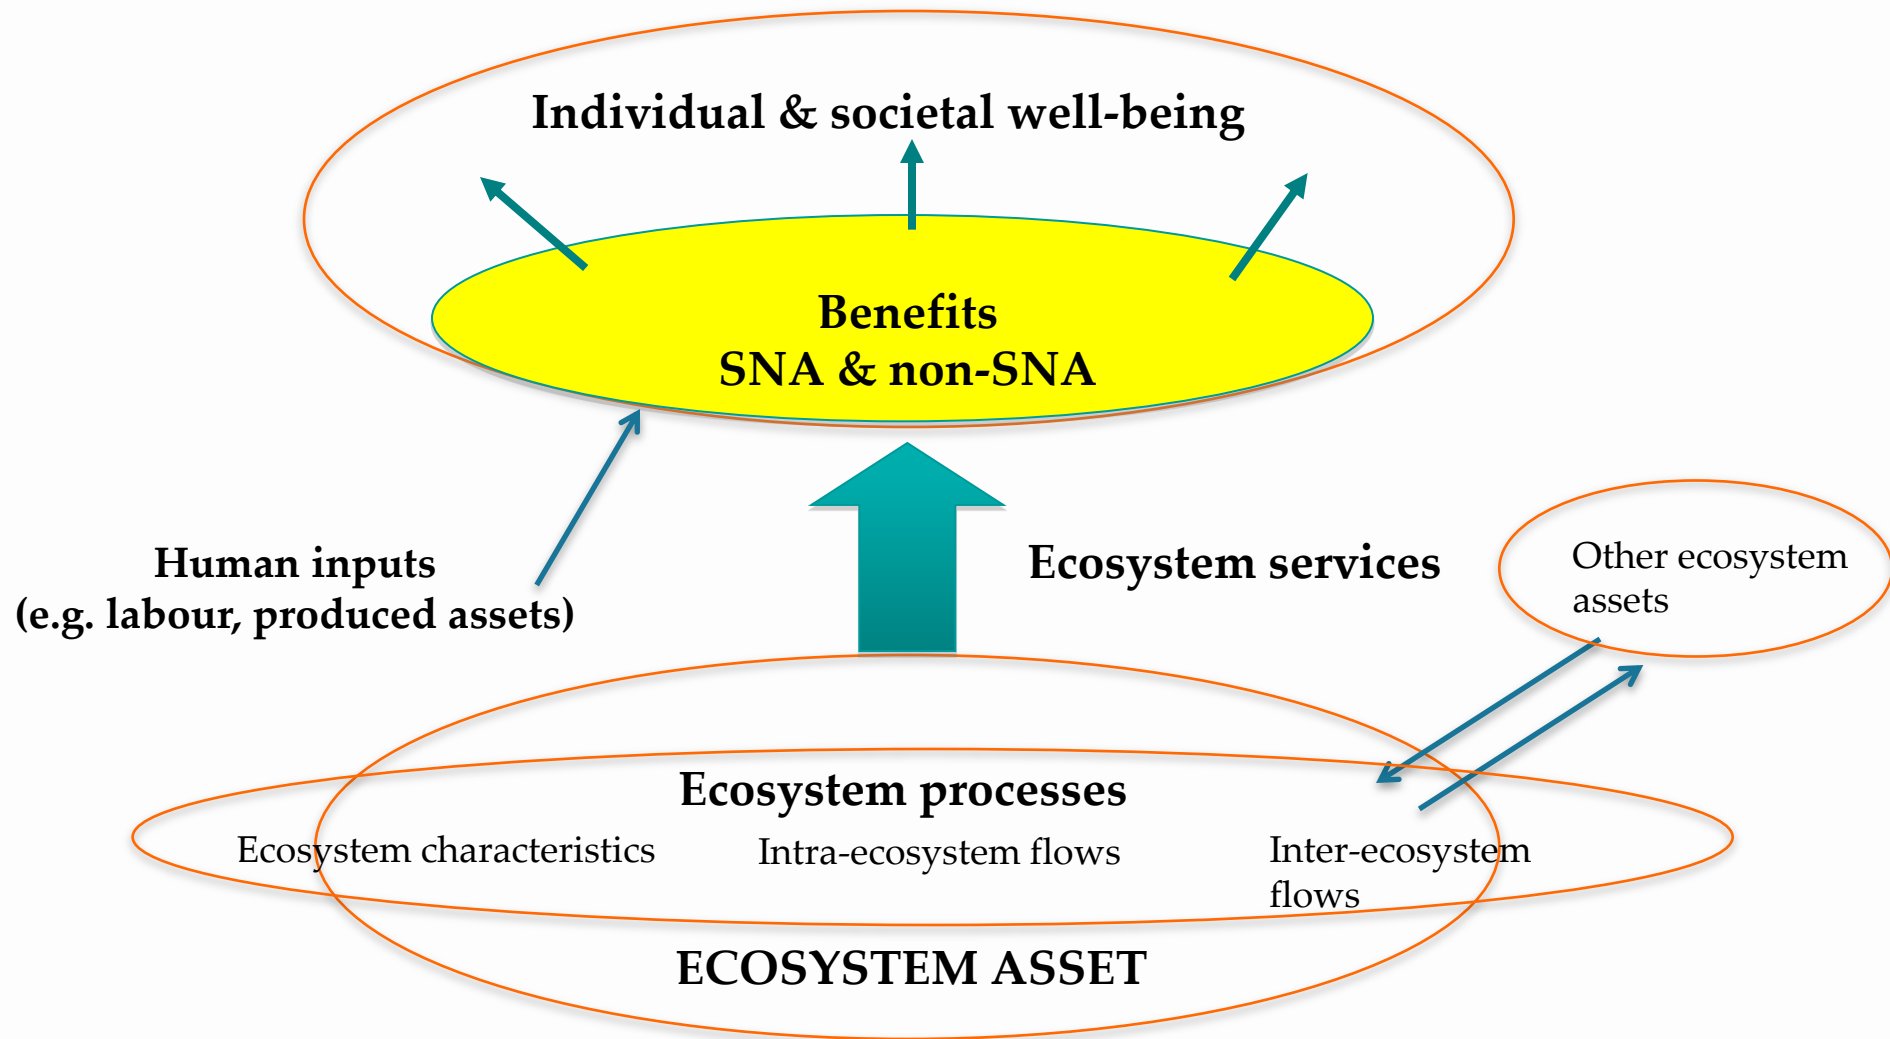 Individual & societal well-being
Benefits
SNA & non-SNA
Human inputs
(e.g. labour, produced assets)
Ecosystem services
Other ecosystem
assets
Ecosystem processes
Ecosystem characteristics
Intra-ecosystem flows
Inter-ecosystem
flows
ECOSYSTEM ASSET